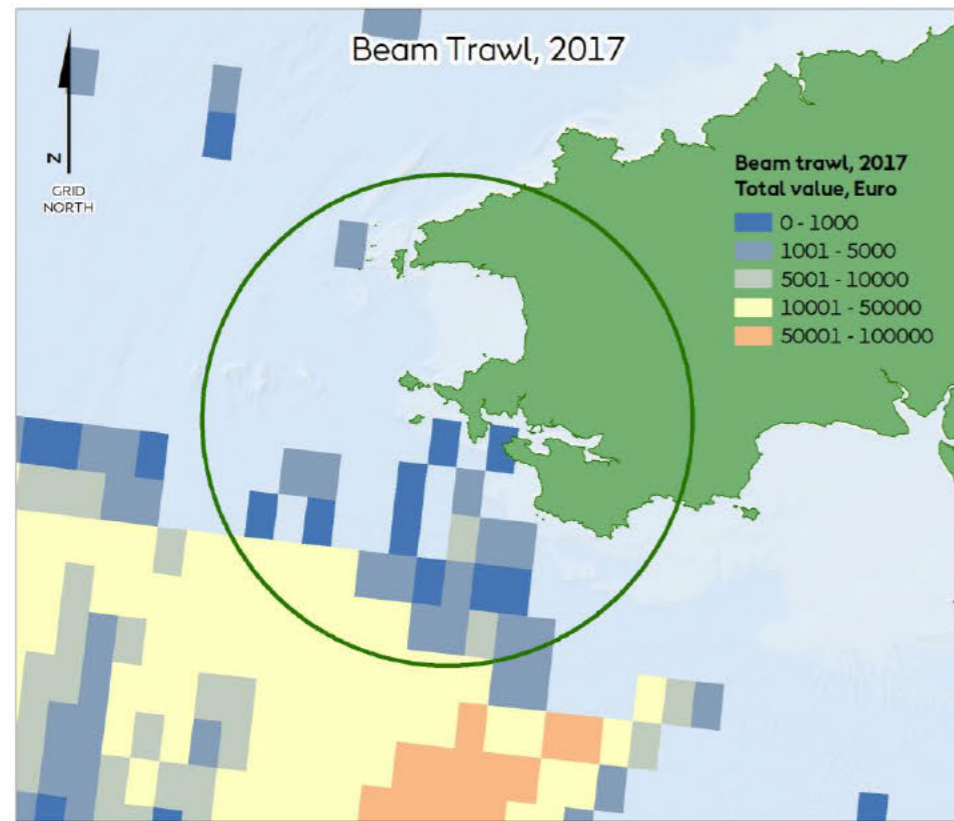 Beam Trawl, 2017
N
GRID
NORTH
Beam trawl, 2017
Total value, Euro
0 - 1000
1001 - 5000
5001 - 10000
10001 - 50000
50001 - 100000